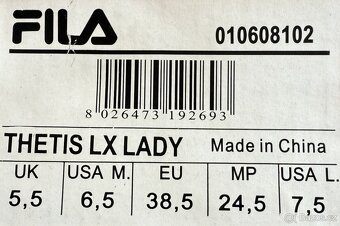 FILA 010608102
8 026473 192693
THETIS LX LADY Made in China
UK USA M. EU MP USA L.
5,5 6,5 38,5 24,5 7,5